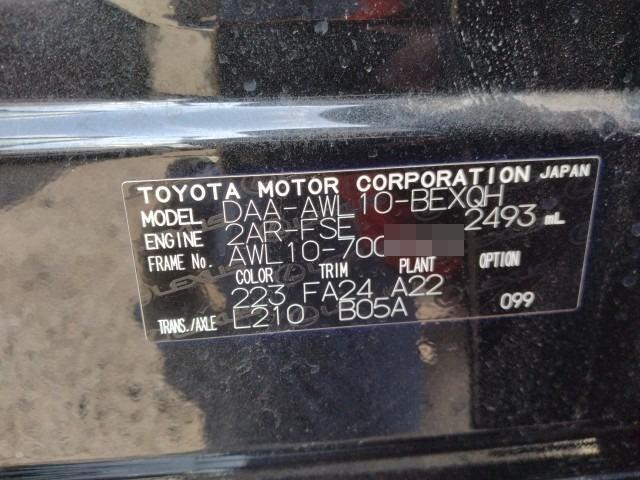 TOYOTA MOTOR CORPORATION JAPAN
MODEL DAA-AWL10-BEXQH
ENGINE 2AR-FSE 2493 mL
FRAME No. AWL10-700
COLOR TRIM PLANT OPTION
223 FA24 A22
TRANS./AXLE L210 B05A 099